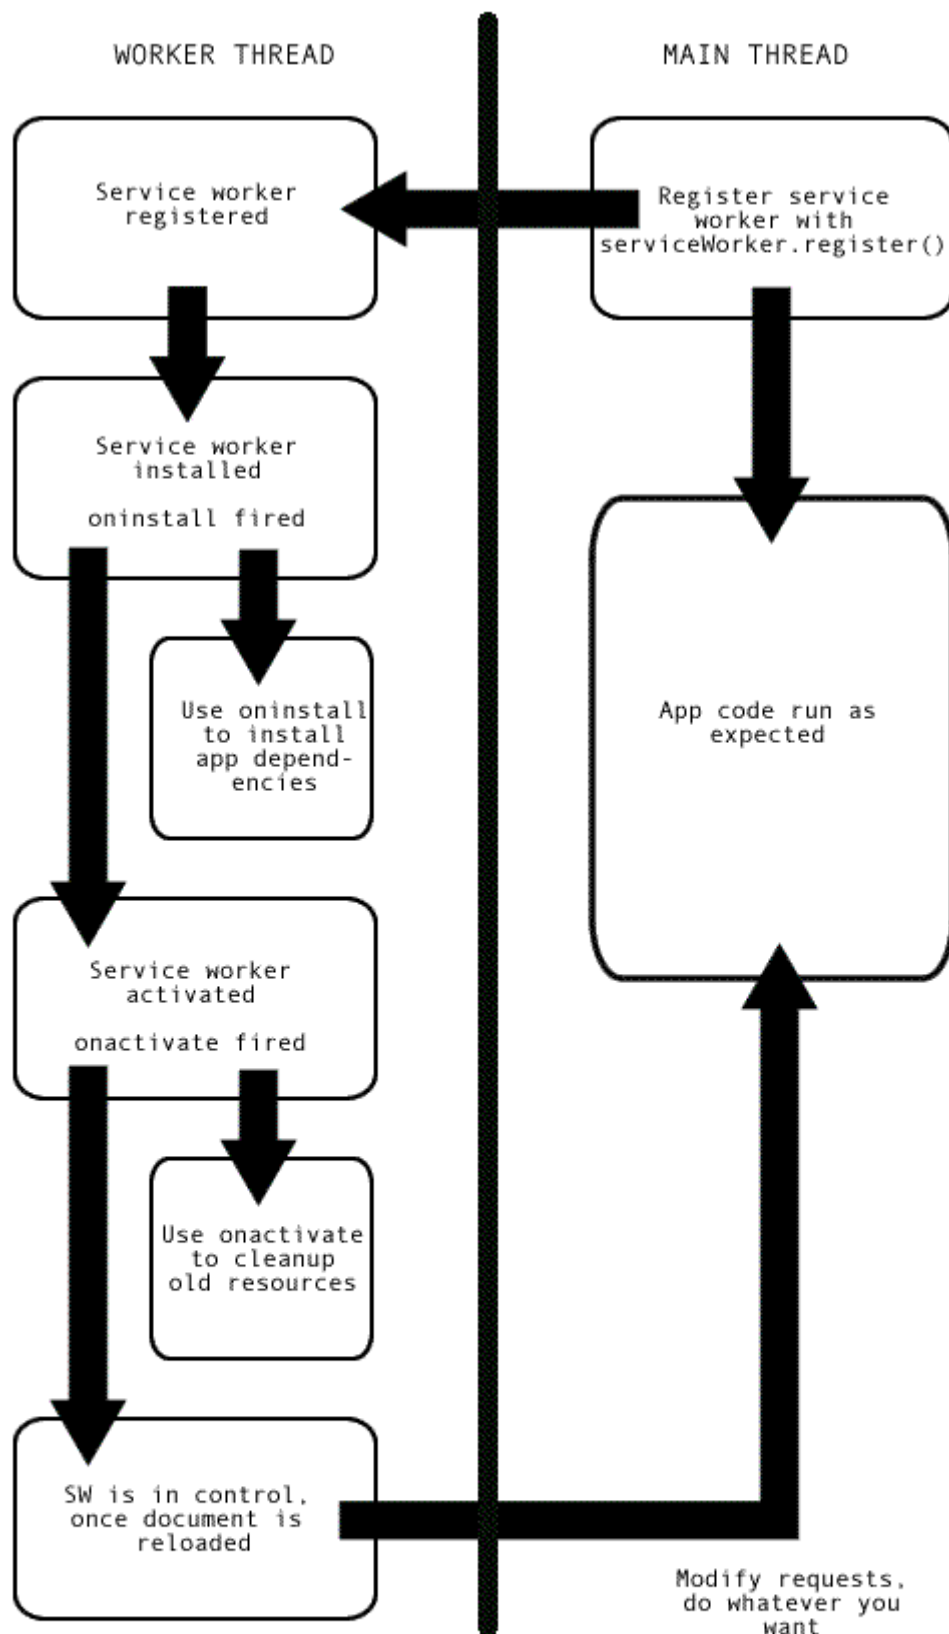 WORKER THREAD
MAIN THREAD
Service worker
registered
Register service
worker with
serviceWorker.register()
Service worker
installed
oninstall fired
Use oninstall
to install
app depend-
encies
App code run as
expected
Service worker
activated
onactivate fired
Use onactivate
to cleanup
old resources
SW is in control,
once document is
reloaded
Modify requests,
do whatever you
want